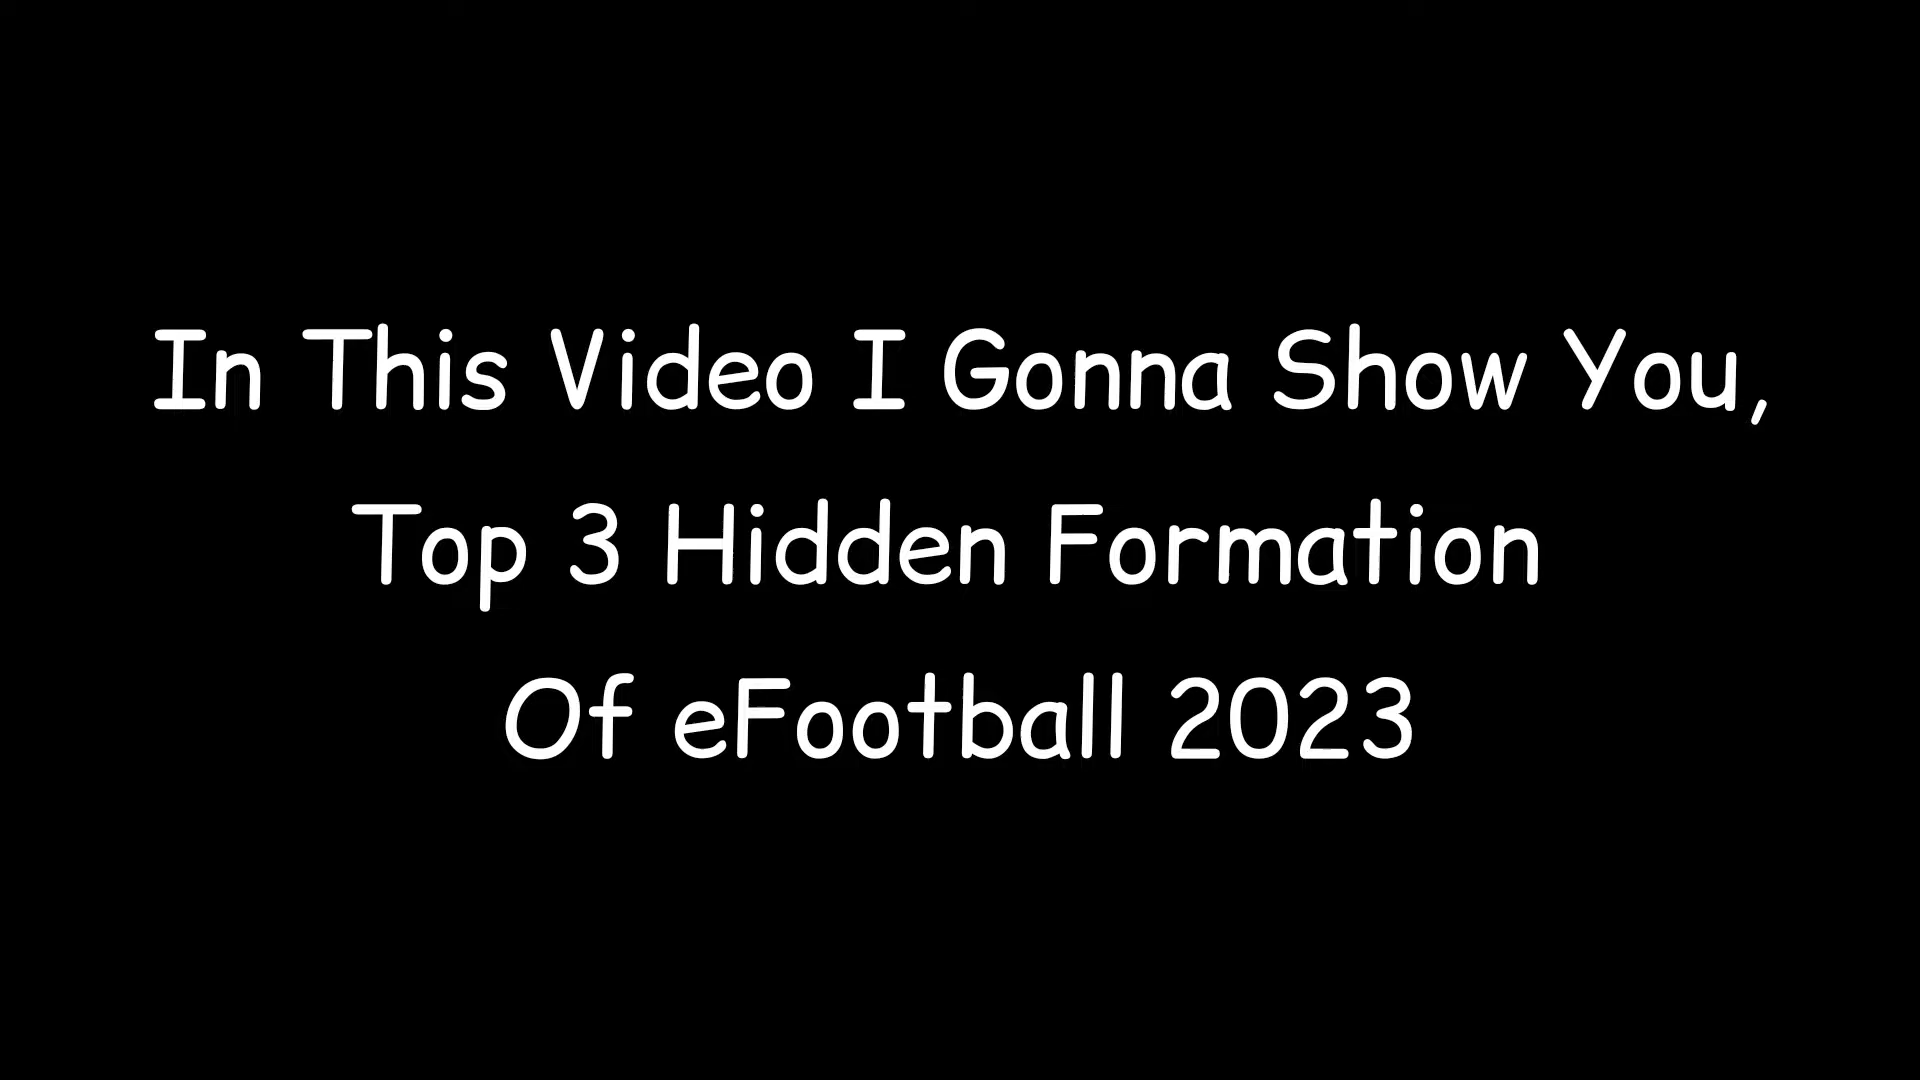 In This Video I Gonna Show You,
Top 3 Hidden Formation
Of eFootball 2023